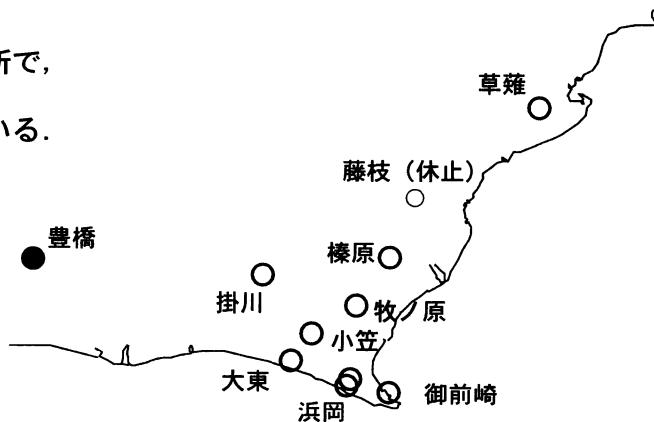 所で，
いる．
草薙
藤枝（休止）
豊橋
榛原
掛川
牧ノ原
小笠
大東
浜岡
御前崎